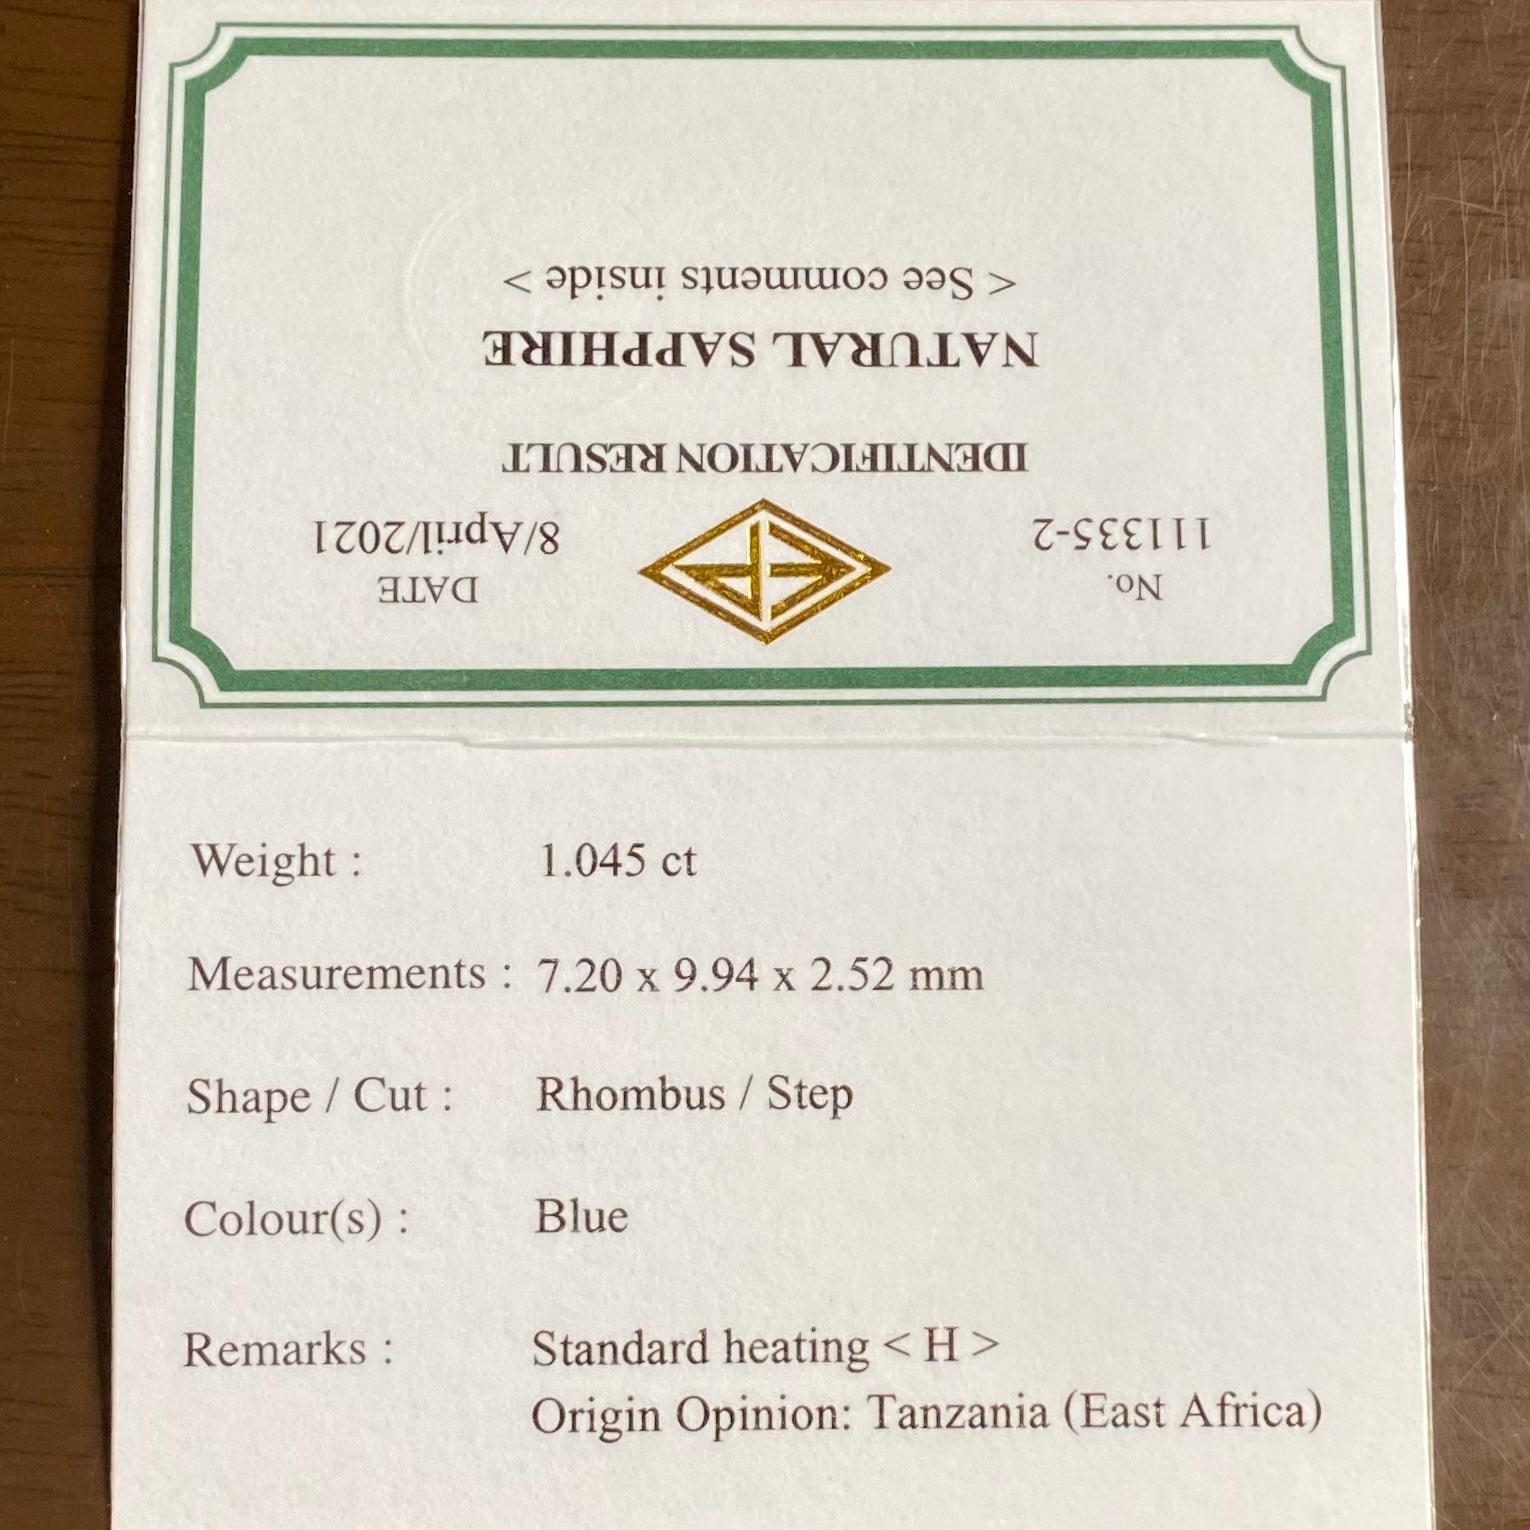 No.
111335-2
DATE
8/April/2021
IDENTIFICATION RESULT
NATURAL SAPPHIRE
< See comments inside >
Weight : 1.045 ct
Measurements : 7.20 x 9.94 x 2.52 mm
Shape / Cut : Rhombus / Step
Colour(s) : Blue
Remarks : Standard heating < H >
Origin Opinion: Tanzania (East Africa)